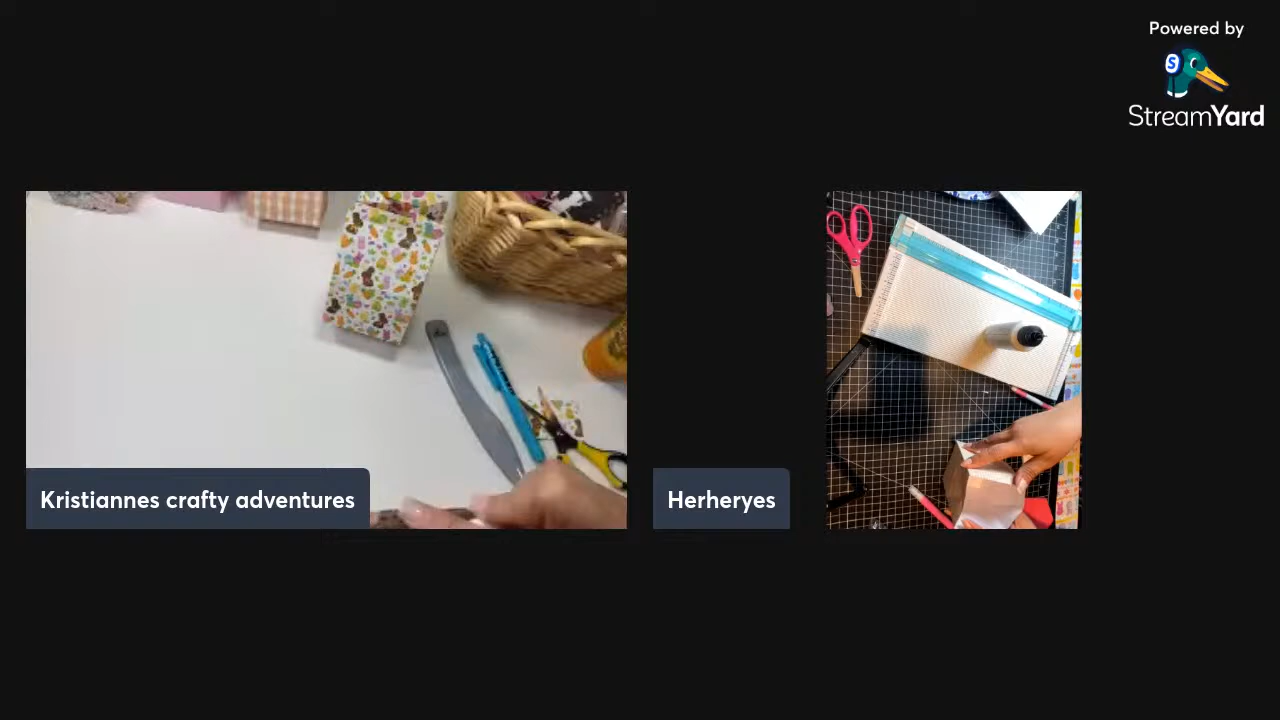 Powered by
S
StreamYard
Kristiannes crafty adventures
Herheryes